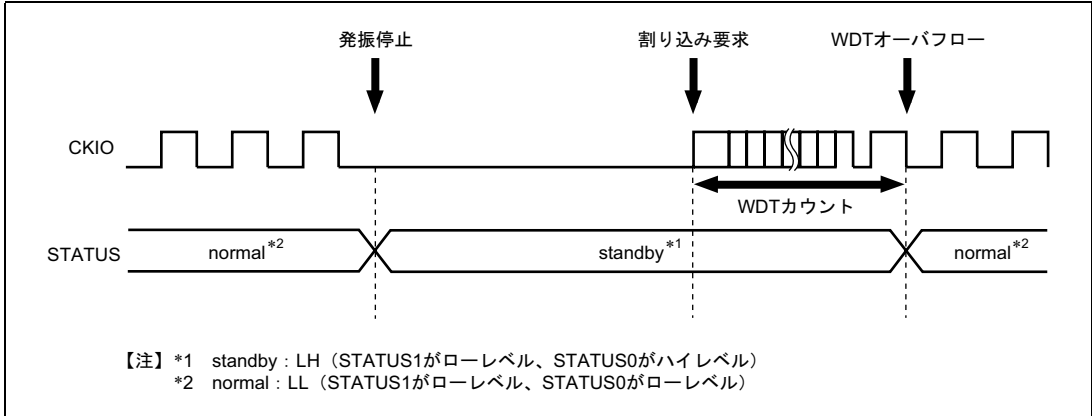 発振停止 割り込み要求 WDTオーバフロー
CKIO
WDTカウント
STATUS normal*2 standby*1 normal*2
【注】 *1 standby：LH（STATUS1がローレベル、STATUS0がハイレベル）
*2 normal：LL（STATUS1がローレベル、STATUS0がローレベル）